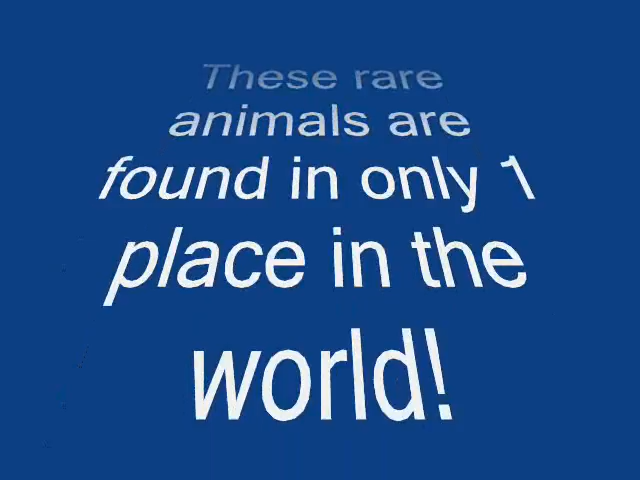 These rare
animals are
found in only 1
place in the
world!